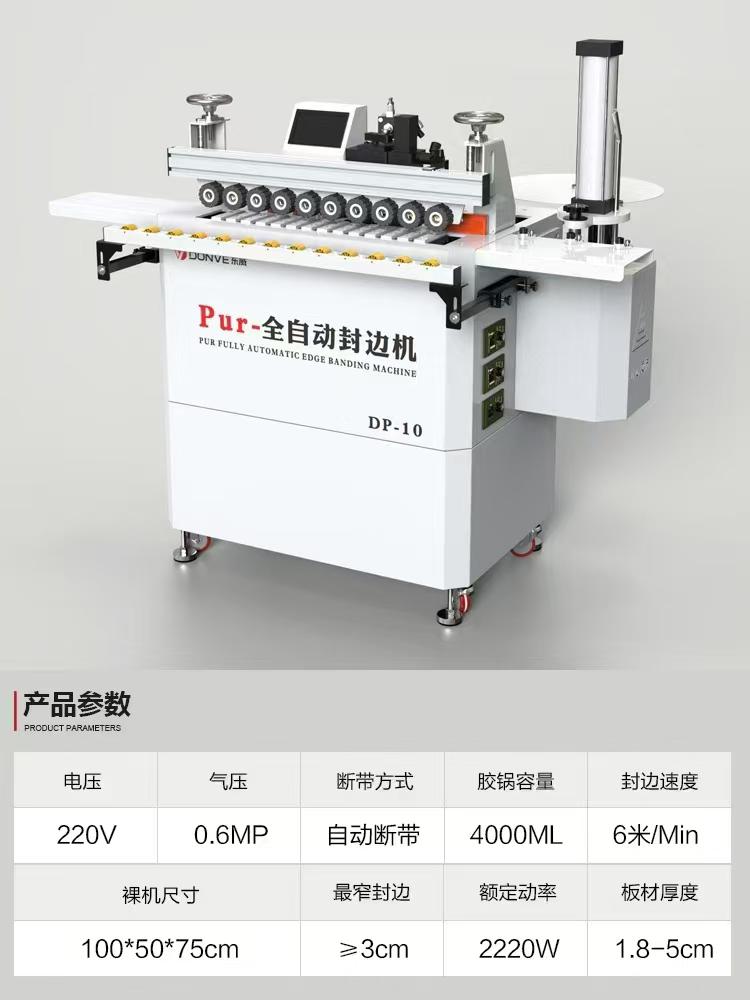 DONVE东威
Pur-全自动封边机
PUR FULLY AUTOMATIC EDGE BANDING MACHINE
DP-10
产品参数
PRODUCT PARAMETERS
电压 气压 断带方式 胶锅容量 封边速度
220V 0.6MP 自动断带 4000ML 6米/Min
裸机尺寸 最窄封边 额定动率 板材厚度
100*50*75cm ≥3cm 2220W 1.8-5cm